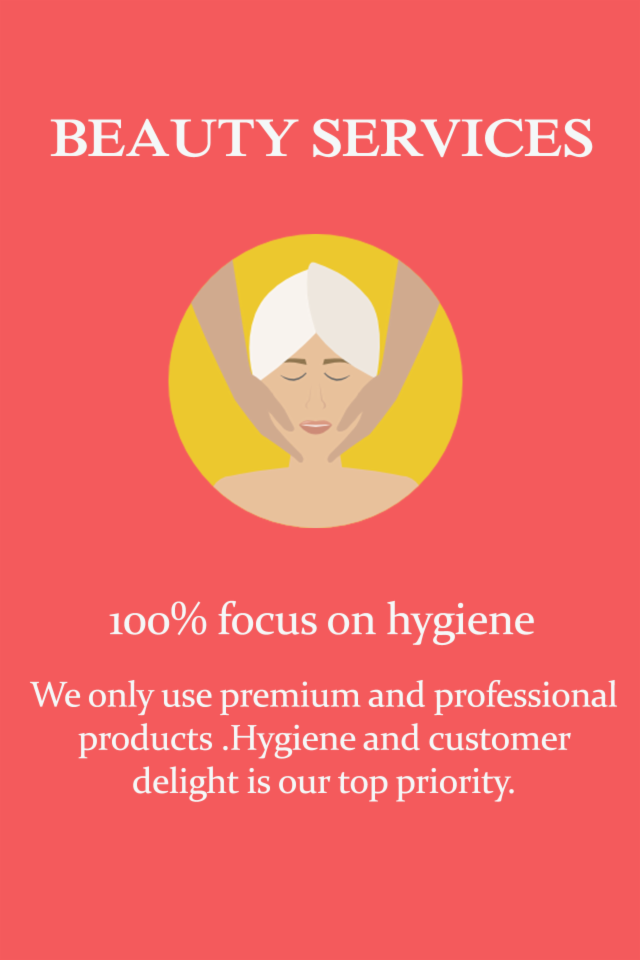 BEAUTY SERVICES
100% focus on hygiene
We only use premium and professional
products .Hygiene and customer
delight is our top priority.